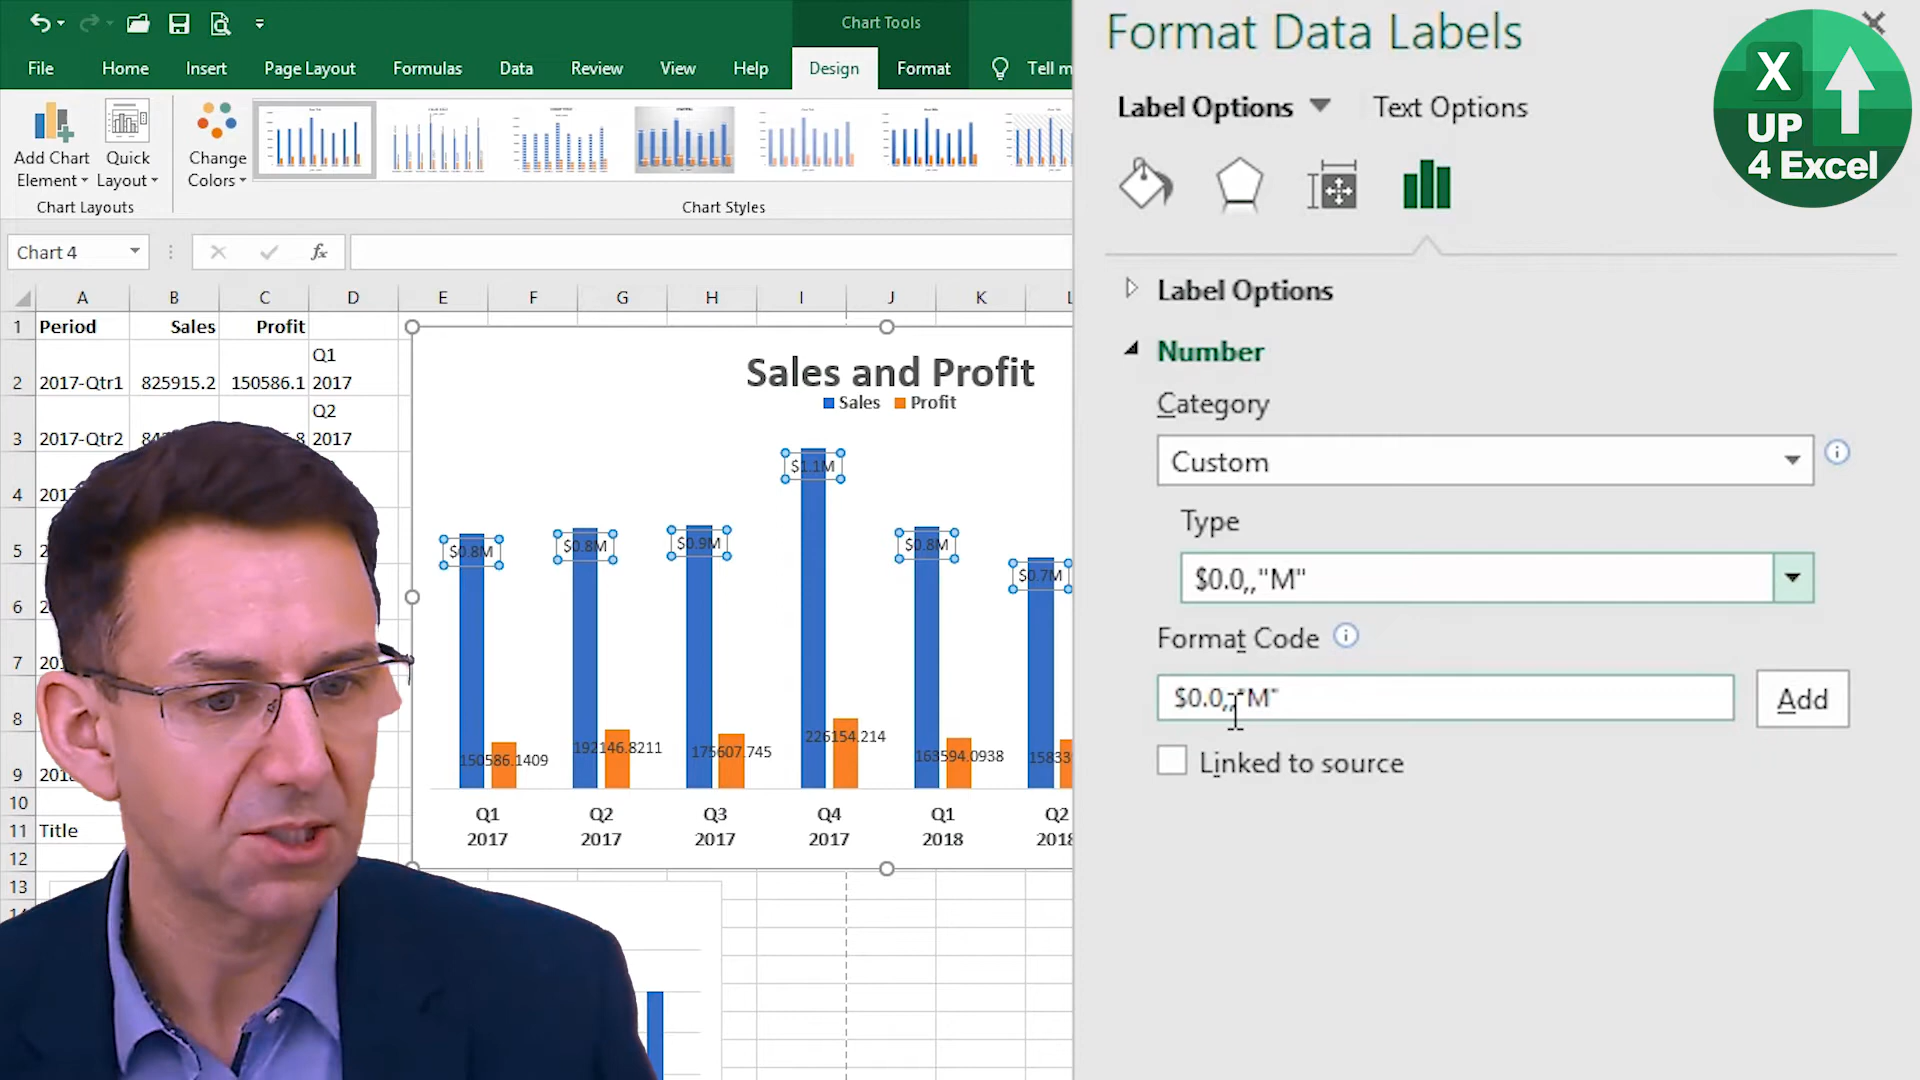 Chart Tools
File Home Insert Page Layout Formulas Data Review View Help Design Format Tell m
Add Chart Element
Quick Layout
Change Colors
Chart Layouts
Chart Styles
Chart 4
fx
A B C D E F G H I J K L
1 Period Sales Profit
2 2017-Qtr1 825915.2 150586.1 Q1 2017
3 2017-Qtr2 Q2 2017
4
5
6
7
8
9
10
11 Title
12
13
Sales and Profit
Sales Profit
$0.8M $0.8M $0.9M $1.1M $0.8M $0.7M
150586.1409 192146.8211 175607.745 226154.214 163594.0938 15833
Q1 2017
Q2 2017
Q3 2017
Q4 2017
Q1 2018
Q2 2018
Format Data Labels
Label Options Text Options
Label Options
Number
Category
Custom
Type
$0.0,,"M"
Format Code
$0.0,,"M"
Add
Linked to source
X
UP
4 Excel